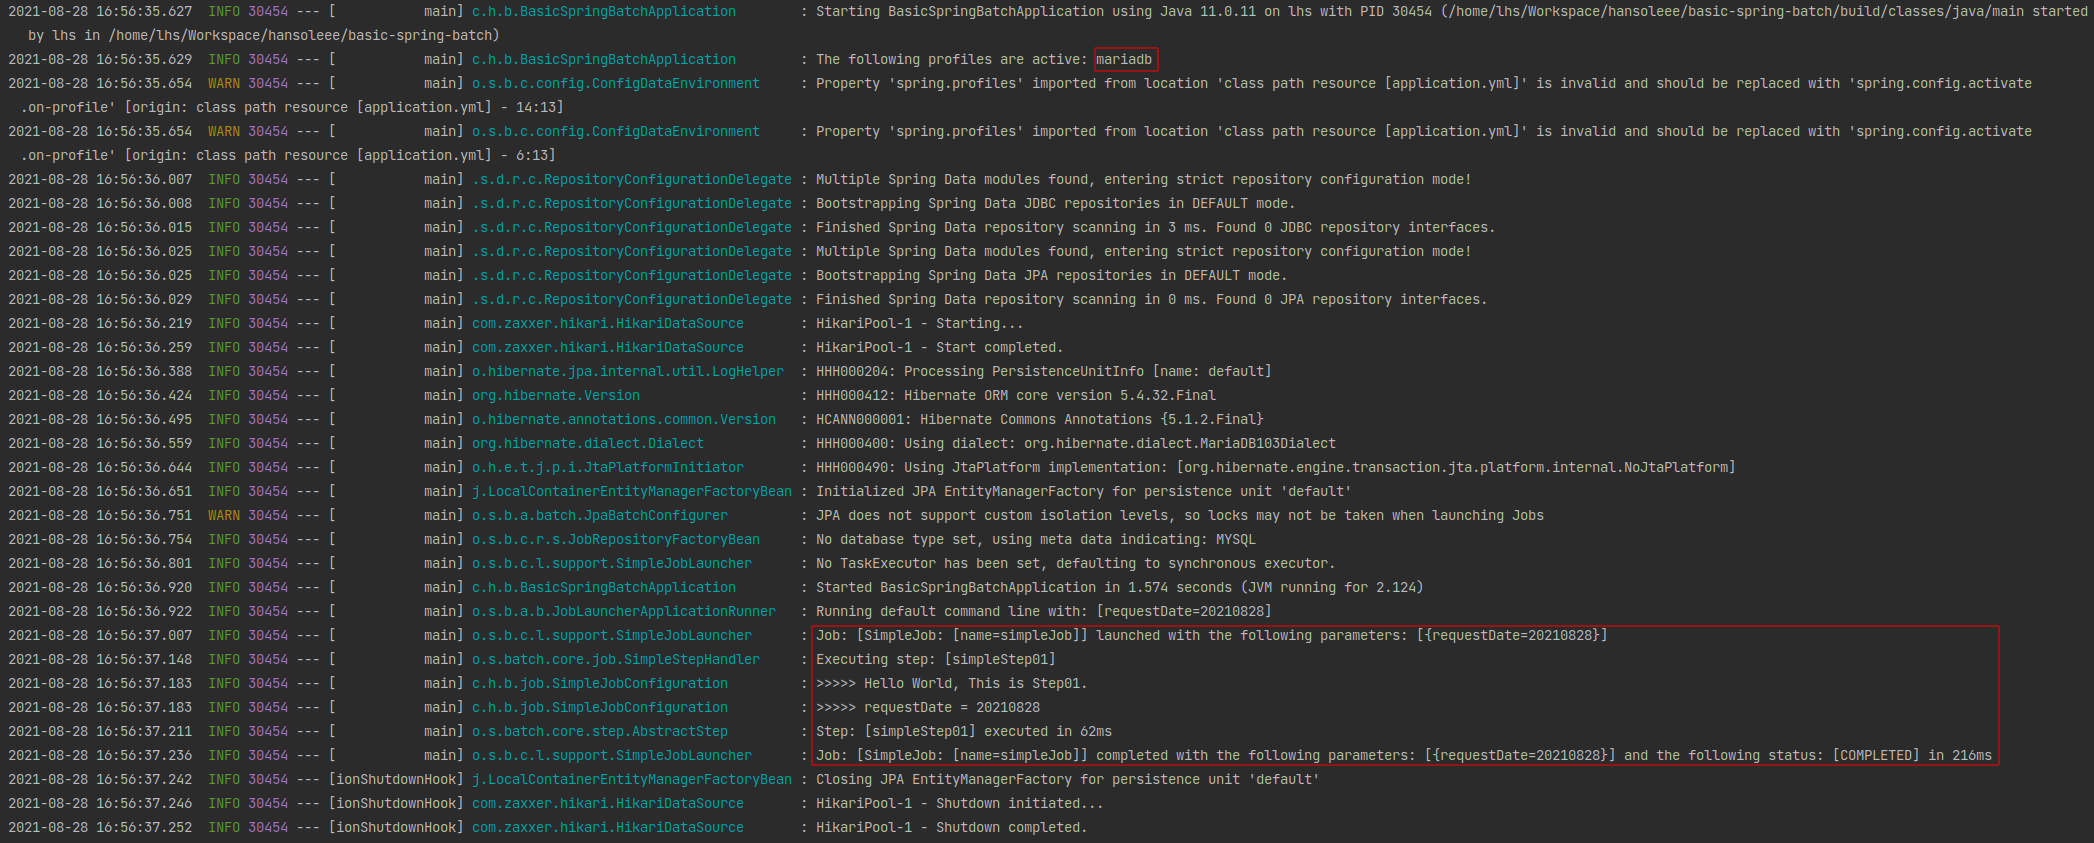 2021-08-28 16:56:35.627  INFO 30454 --- [           main] c.h.b.BasicSpringBatchApplication        : Starting BasicSpringBatchApplication using Java 11.0.11 on lhs with PID 30454 (/home/lhs/Workspace/hansoleee/basic-spring-batch/build/classes/java/main started
by lhs in /home/lhs/Workspace/hansoleee/basic-spring-batch)
2021-08-28 16:56:35.629  INFO 30454 --- [           main] c.h.b.BasicSpringBatchApplication        : The following profiles are active: mariadb
2021-08-28 16:56:35.654  WARN 30454 --- [           main] o.s.b.c.config.ConfigDataEnvironment     : Property 'spring.profiles' imported from location 'class path resource [application.yml]' is invalid and should be replaced with 'spring.config.activate
.on-profile' [origin: class path resource [application.yml] - 14:13]
2021-08-28 16:56:35.654  WARN 30454 --- [           main] o.s.b.c.config.ConfigDataEnvironment     : Property 'spring.profiles' imported from location 'class path resource [application.yml]' is invalid and should be replaced with 'spring.config.activate
.on-profile' [origin: class path resource [application.yml] - 6:13]
2021-08-28 16:56:36.007  INFO 30454 --- [           main] .s.d.r.c.RepositoryConfigurationDelegate : Multiple Spring Data modules found, entering strict repository configuration mode!
2021-08-28 16:56:36.008  INFO 30454 --- [           main] .s.d.r.c.RepositoryConfigurationDelegate : Bootstrapping Spring Data JDBC repositories in DEFAULT mode.
2021-08-28 16:56:36.015  INFO 30454 --- [           main] .s.d.r.c.RepositoryConfigurationDelegate : Finished Spring Data repository scanning in 3 ms. Found 0 JDBC repository interfaces.
2021-08-28 16:56:36.025  INFO 30454 --- [           main] .s.d.r.c.RepositoryConfigurationDelegate : Multiple Spring Data modules found, entering strict repository configuration mode!
2021-08-28 16:56:36.025  INFO 30454 --- [           main] .s.d.r.c.RepositoryConfigurationDelegate : Bootstrapping Spring Data JPA repositories in DEFAULT mode.
2021-08-28 16:56:36.029  INFO 30454 --- [           main] .s.d.r.c.RepositoryConfigurationDelegate : Finished Spring Data repository scanning in 0 ms. Found 0 JPA repository interfaces.
2021-08-28 16:56:36.219  INFO 30454 --- [           main] com.zaxxer.hikari.HikariDataSource       : HikariPool-1 - Starting...
2021-08-28 16:56:36.259  INFO 30454 --- [           main] com.zaxxer.hikari.HikariDataSource       : HikariPool-1 - Start completed.
2021-08-28 16:56:36.388  INFO 30454 --- [           main] o.hibernate.jpa.internal.util.LogHelper  : HHH000204: Processing PersistenceUnitInfo [name: default]
2021-08-28 16:56:36.424  INFO 30454 --- [           main] org.hibernate.Version                    : HHH000412: Hibernate ORM core version 5.4.32.Final
2021-08-28 16:56:36.495  INFO 30454 --- [           main] o.hibernate.annotations.common.Version   : HCANN000001: Hibernate Commons Annotations {5.1.2.Final}
2021-08-28 16:56:36.559  INFO 30454 --- [           main] org.hibernate.dialect.Dialect            : HHH000400: Using dialect: org.hibernate.dialect.MariaDB103Dialect
2021-08-28 16:56:36.644  INFO 30454 --- [           main] o.h.e.t.j.p.i.JtaPlatformInitiator       : HHH000490: Using JtaPlatform implementation: [org.hibernate.engine.transaction.jta.platform.internal.NoJtaPlatform]
2021-08-28 16:56:36.651  INFO 30454 --- [           main] j.LocalContainerEntityManagerFactoryBean : Initialized JPA EntityManagerFactory for persistence unit 'default'
2021-08-28 16:56:36.751  WARN 30454 --- [           main] o.s.b.a.batch.JpaBatchConfigurer         : JPA does not support custom isolation levels, so locks may not be taken when launching Jobs
2021-08-28 16:56:36.754  INFO 30454 --- [           main] o.s.b.c.r.s.JobRepositoryFactoryBean     : No database type set, using meta data indicating: MYSQL
2021-08-28 16:56:36.801  INFO 30454 --- [           main] o.s.b.c.l.support.SimpleJobLauncher      : No TaskExecutor has been set, defaulting to synchronous executor.
2021-08-28 16:56:36.920  INFO 30454 --- [           main] c.h.b.BasicSpringBatchApplication        : Started BasicSpringBatchApplication in 1.574 seconds (JVM running for 2.124)
2021-08-28 16:56:36.922  INFO 30454 --- [           main] o.s.b.a.b.JobLauncherApplicationRunner   : Running default command line with: [requestDate=20210828]
2021-08-28 16:56:37.007  INFO 30454 --- [           main] o.s.b.c.l.support.SimpleJobLauncher      : Job: [SimpleJob: [name=simpleJob]] launched with the following parameters: [{requestDate=20210828}]
2021-08-28 16:56:37.148  INFO 30454 --- [           main] o.s.batch.core.job.SimpleStepHandler     : Executing step: [simpleStep01]
2021-08-28 16:56:37.183  INFO 30454 --- [           main] c.h.b.job.SimpleJobConfiguration         : >>>>> Hello World, This is Step01.
2021-08-28 16:56:37.183  INFO 30454 --- [           main] c.h.b.job.SimpleJobConfiguration         : >>>>> requestDate = 20210828
2021-08-28 16:56:37.211  INFO 30454 --- [           main] o.s.batch.core.step.AbstractStep         : Step: [simpleStep01] executed in 62ms
2021-08-28 16:56:37.236  INFO 30454 --- [           main] o.s.b.c.l.support.SimpleJobLauncher      : Job: [SimpleJob: [name=simpleJob]] completed with the following parameters: [{requestDate=20210828}] and the following status: [COMPLETED] in 216ms
2021-08-28 16:56:37.242  INFO 30454 --- [ionShutdownHook] j.LocalContainerEntityManagerFactoryBean : Closing JPA EntityManagerFactory for persistence unit 'default'
2021-08-28 16:56:37.246  INFO 30454 --- [ionShutdownHook] com.zaxxer.hikari.HikariDataSource       : HikariPool-1 - Shutdown initiated...
2021-08-28 16:56:37.252  INFO 30454 --- [ionShutdownHook] com.zaxxer.hikari.HikariDataSource       : HikariPool-1 - Shutdown completed.